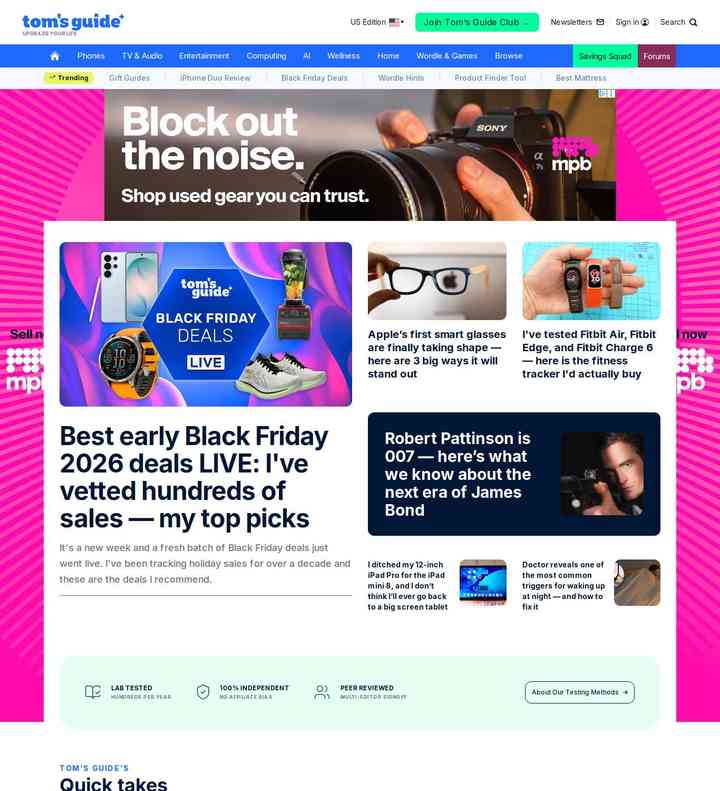 tom's guide
UPGRADE YOUR LIFE
US Edition
Join Tom's Guide Club →
Newsletters
Sign in
Search
Phones
TV & Audio
Entertainment
Computing
AI
Wellness
Home
Wordle & Games
Browse
Savings Squad
Forums
Trending
Gift Guides
iPhone Duo Review
Black Friday Deals
Wordle Hints
Product Finder Tool
Best Mattress
Block out
the noise.
Shop used gear you can trust.
SONY
α
mpb
Sell n
mpb
l now
pb
tom's guide
BLACK FRIDAY
DEALS
LIVE
Best early Black Friday
2026 deals LIVE: I've
vetted hundreds of
sales — my top picks
It's a new week and a fresh batch of Black Friday deals just
went live. I've been tracking holiday sales for over a decade and
these are the deals I recommend.
Apple's first smart glasses
are finally taking shape —
here are 3 big ways it will
stand out
I've tested Fitbit Air, Fitbit
Edge, and Fitbit Charge 6
— here is the fitness
tracker I'd actually buy
Robert Pattinson is
007 — here's what
we know about the
next era of James
Bond
I ditched my 12-inch
iPad Pro for the iPad
mini 8, and I don't
think I'll ever go back
to a big screen tablet
Doctor reveals one of
the most common
triggers for waking up
at night — and how to
fix it
LAB TESTED
HUNDREDS PER YEAR
100% INDEPENDENT
NO AFFILIATE BIAS
PEER REVIEWED
MULTI-EDITOR SIGNOFF
About Our Testing Methods →
TOM'S GUIDE'S
Quick takes